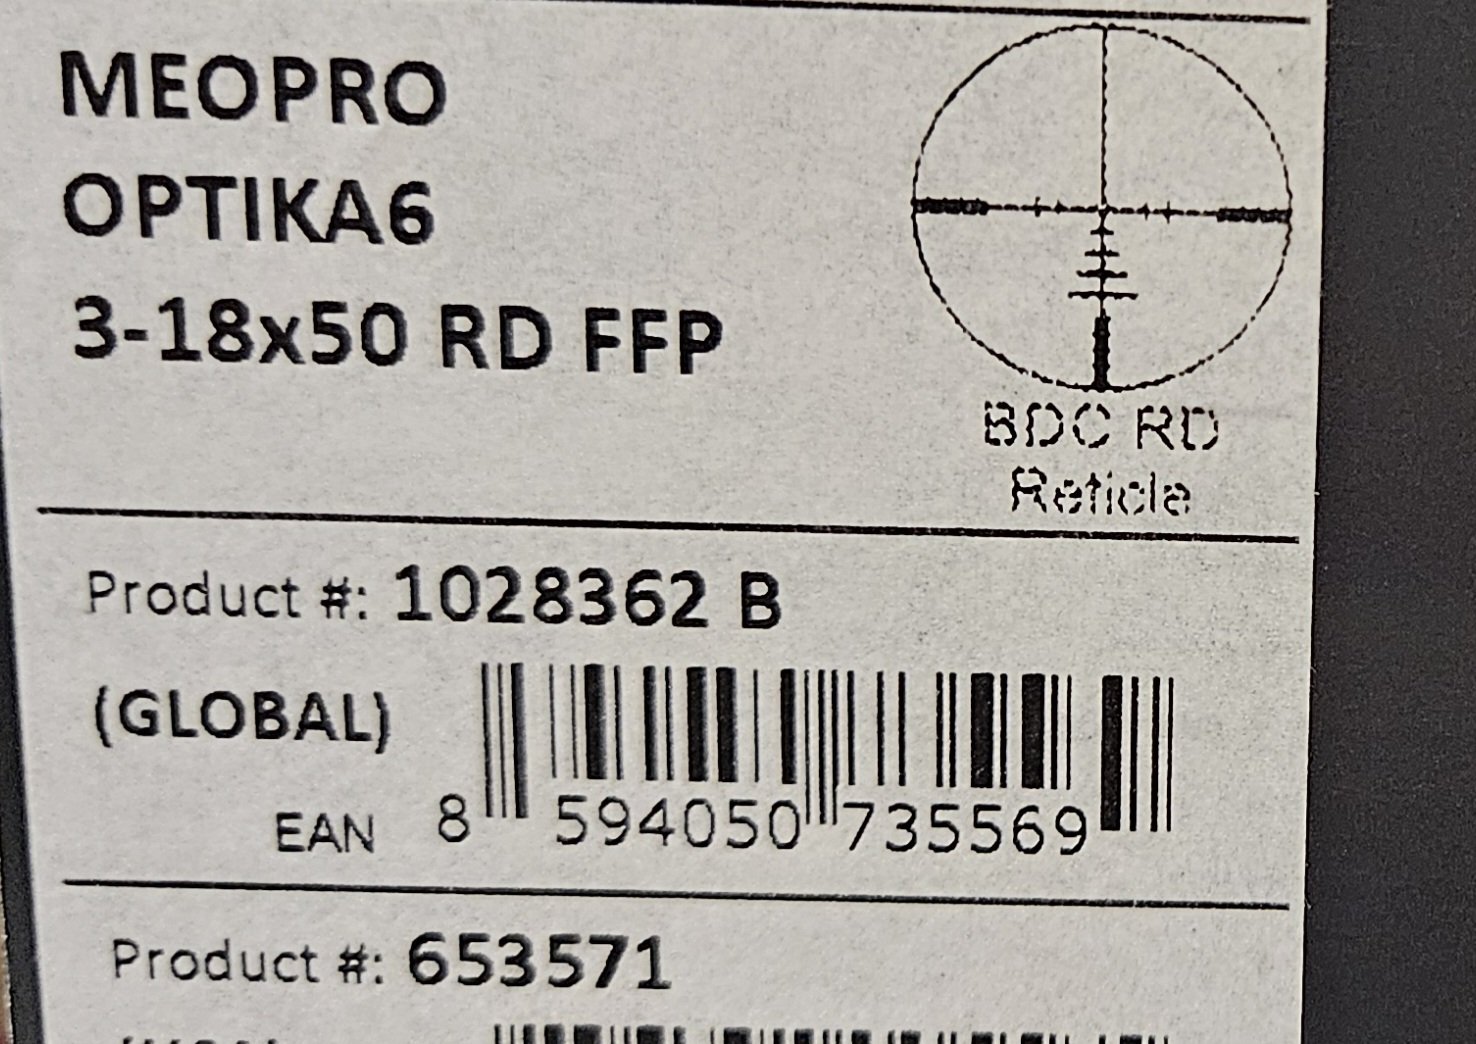 MEOPRO
OPTIKA6
3-18x50 RD FFP
BDC RD
Reticle
Product #: 1028362 B
(GLOBAL)
EAN 8 594050 735569
Product #: 653571